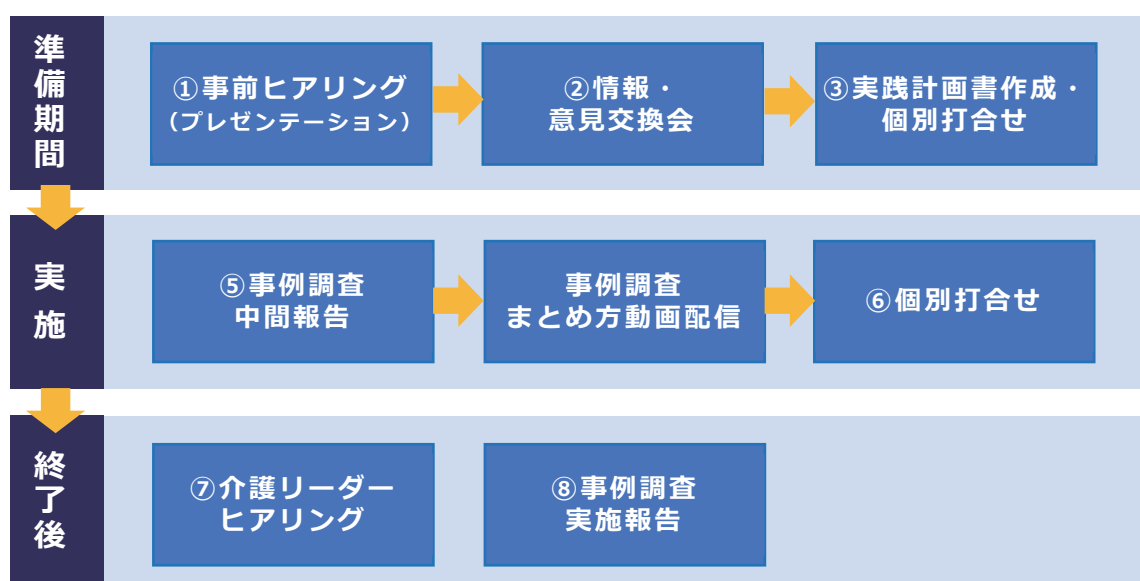 準備期間
①事前ヒアリング
（プレゼンテーション）
②情報・
意見交換会
③実践計画書作成・
個別打合せ
実施
⑤事例調査
中間報告
事例調査
まとめ方動画配信
⑥個別打合せ
終了後
⑦介護リーダー
ヒアリング
⑧事例調査
実施報告